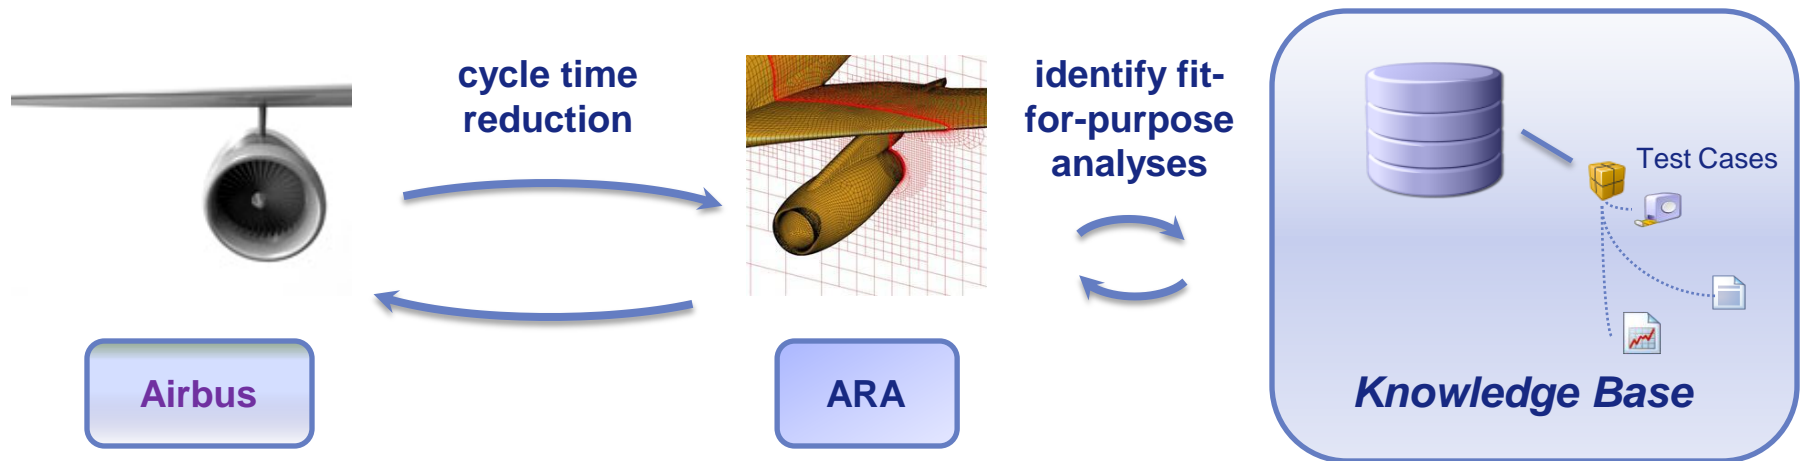 cycle time
reduction
identify fit-
for-purpose
analyses
Test Cases
Airbus
ARA
Knowledge Base